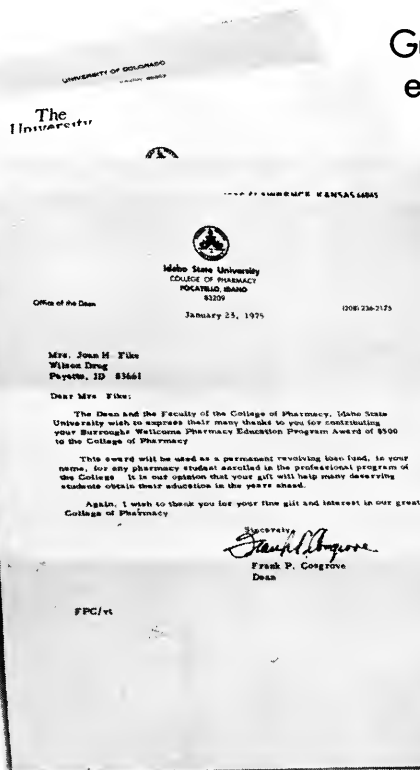 G
e
UNIVERSITY OF COLORADO
The
University
LAWRENCE, KANSAS 66045
Idaho State University
COLLEGE OF PHARMACY
POCATELLO, IDAHO
83209
Office of the Dean
(208) 236-2175
January 23, 1975
Mrs. Joan H. Fike
Wilson Drug
Payette, ID 83661
Dear Mrs. Fike:
The Dean and the Faculty of the College of Pharmacy, Idaho State
University wish to express their many thanks to you for contributing
your Burroughs Wellcome Pharmacy Education Program Award of $500
to the College of Pharmacy
This award will be used as a permanent revolving loan fund, in your
name, for any pharmacy student enrolled in the professional program of
the College It is our opinion that your gift will help many deserving
students obtain their education in the years ahead.
Again, I wish to thank you for your fine gift and interest in our great
College of Pharmacy
Sincerely
Frank P. Cosgrove
Frank P. Cosgrove
Dean
FPC/vt